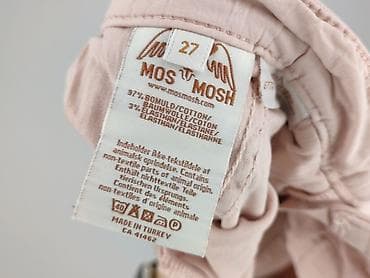 27
MOS MOSH
www.mosmosh.com
97% BOMULD/COTTON/
BAUMWOLLE/COTON
3% ELASTHAN/ELASTANE/
ELASTHAN/ELASTHANNE
Indeholder ikke-tekstildele af
animalsk oprindelse. Contains
non-textile parts of animal origin.
Enthält nichttextile Teile
tierischen Ursprungs.
Contient des éléments
non-textiles d'origine animale
40
MADE IN TURKEY
CA 41462